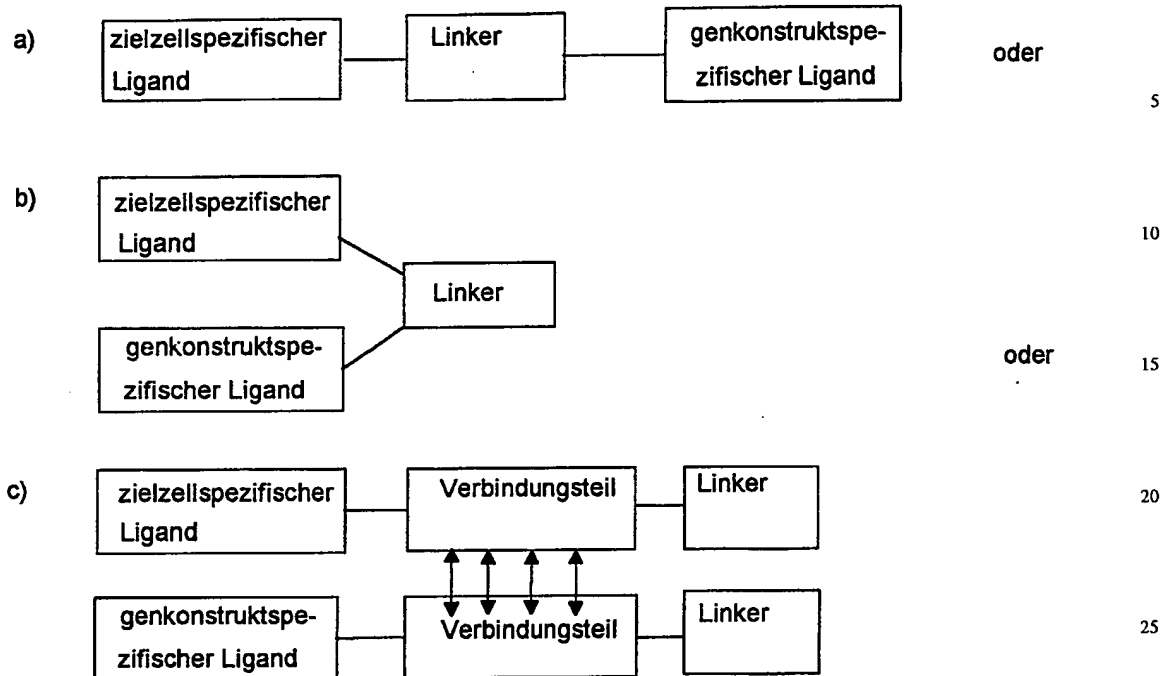 a)
zielzellspezifischer
Ligand
Linker
genkonstruktspe-
zifischer Ligand
oder
5
b)
zielzellspezifischer
Ligand
10
Linker
genkonstruktspe-
zifischer Ligand
oder
15
c)
zielzellspezifischer
Ligand
Verbindungsteil
Linker
20
genkonstruktspe-
zifischer Ligand
Verbindungsteil
Linker
25